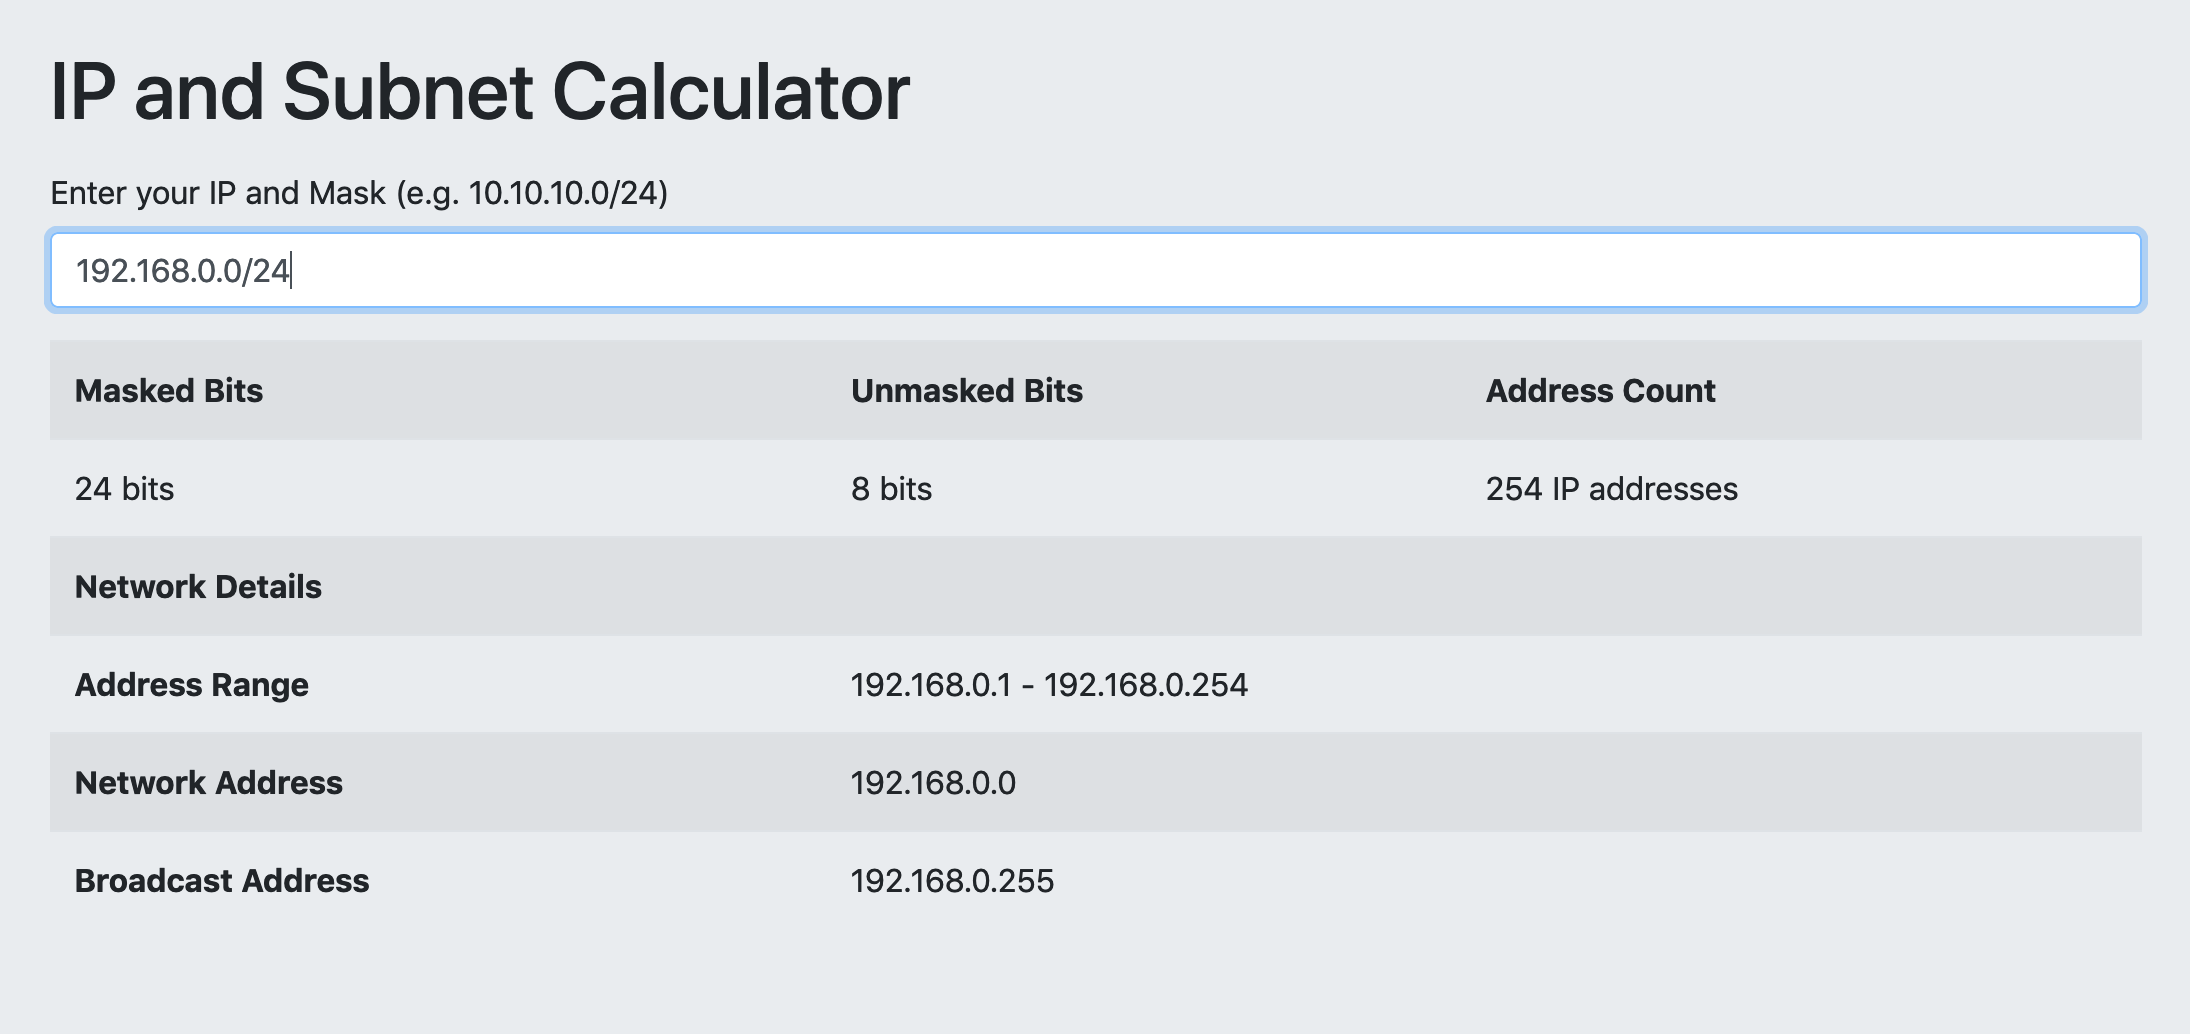 IP and Subnet Calculator
Enter your IP and Mask (e.g. 10.10.10.0/24)
192.168.0.0/24
Masked Bits Unmasked Bits Address Count
24 bits 8 bits 254 IP addresses
Network Details
Address Range 192.168.0.1 - 192.168.0.254
Network Address 192.168.0.0
Broadcast Address 192.168.0.255